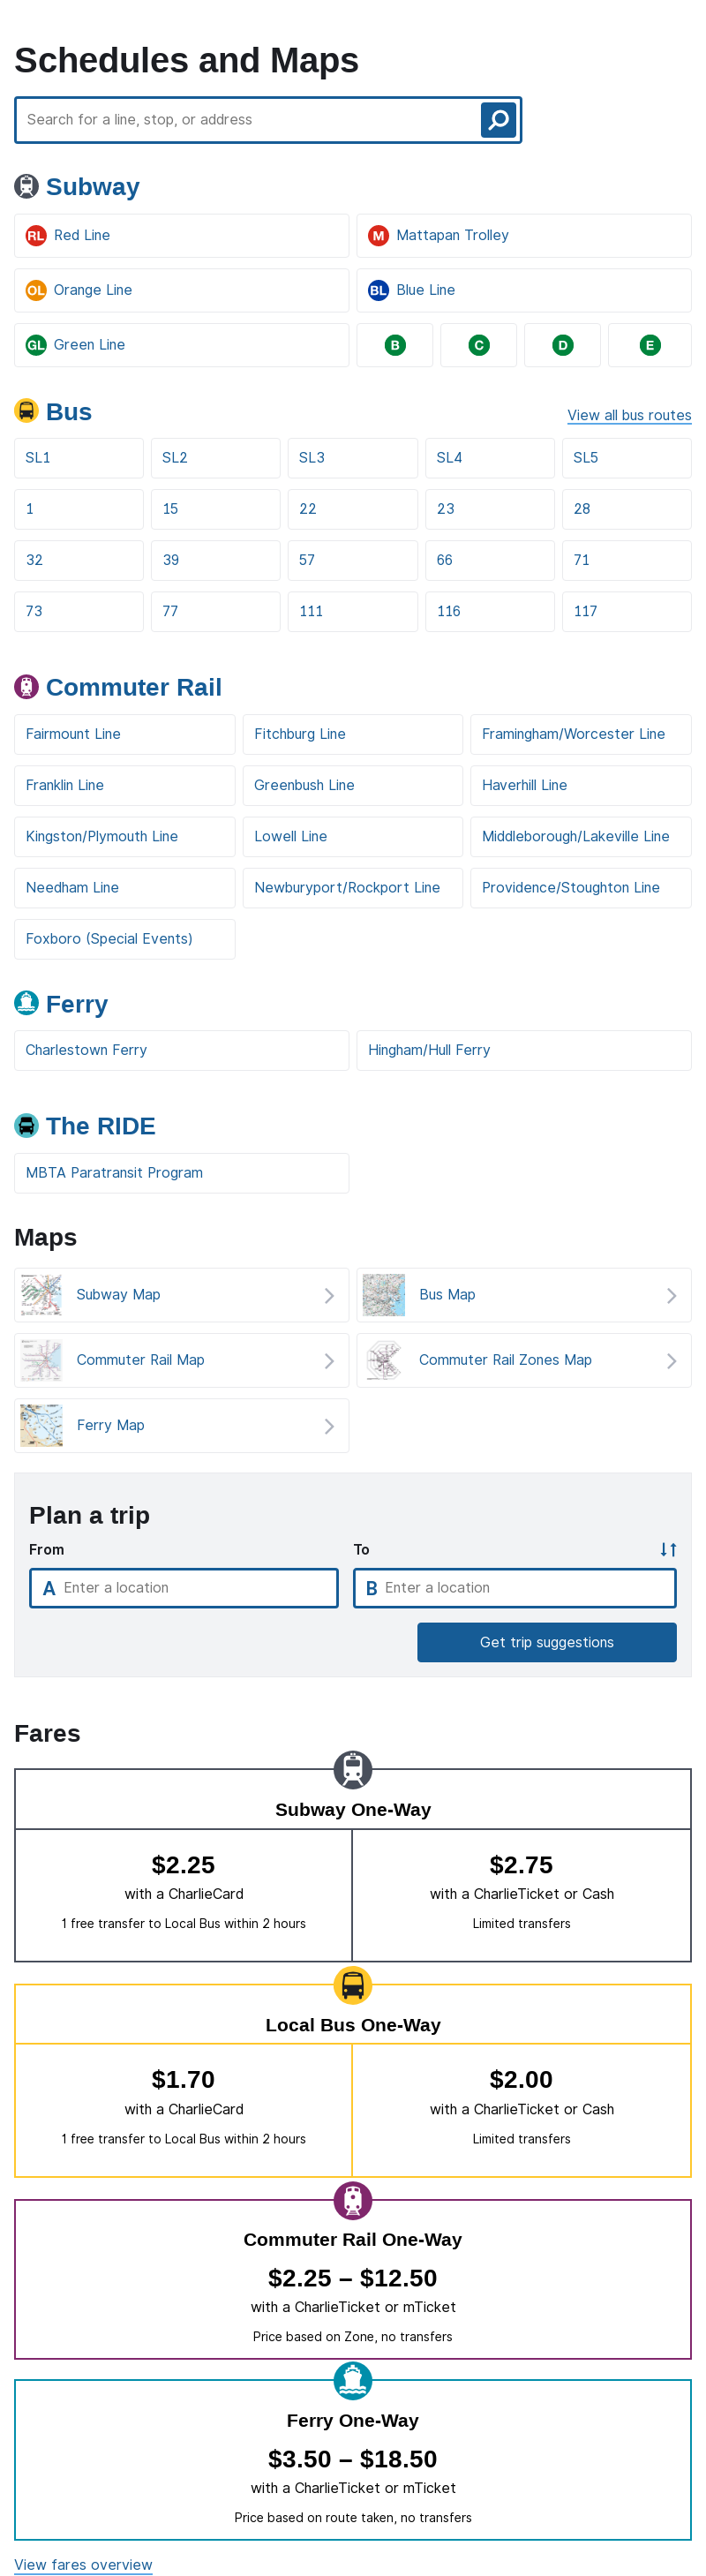 Schedules and Maps
Search for a line, stop, or address
Subway
RL Red Line
M Mattapan Trolley
OL Orange Line
BL Blue Line
GL Green Line
B
C
D
E
Bus
View all bus routes
SL1
SL2
SL3
SL4
SL5
1
15
22
23
28
32
39
57
66
71
73
77
111
116
117
Commuter Rail
Fairmount Line
Fitchburg Line
Framingham/Worcester Line
Franklin Line
Greenbush Line
Haverhill Line
Kingston/Plymouth Line
Lowell Line
Middleborough/Lakeville Line
Needham Line
Newburyport/Rockport Line
Providence/Stoughton Line
Foxboro (Special Events)
Ferry
Charlestown Ferry
Hingham/Hull Ferry
The RIDE
MBTA Paratransit Program
Maps
Subway Map
Bus Map
Commuter Rail Map
Commuter Rail Zones Map
Ferry Map
Plan a trip
From
To
A Enter a location
B Enter a location
Get trip suggestions
Fares
Subway One-Way
$2.25
with a CharlieCard
1 free transfer to Local Bus within 2 hours
$2.75
with a CharlieTicket or Cash
Limited transfers
Local Bus One-Way
$1.70
with a CharlieCard
1 free transfer to Local Bus within 2 hours
$2.00
with a CharlieTicket or Cash
Limited transfers
Commuter Rail One-Way
$2.25 – $12.50
with a CharlieTicket or mTicket
Price based on Zone, no transfers
Ferry One-Way
$3.50 – $18.50
with a CharlieTicket or mTicket
Price based on route taken, no transfers
View fares overview